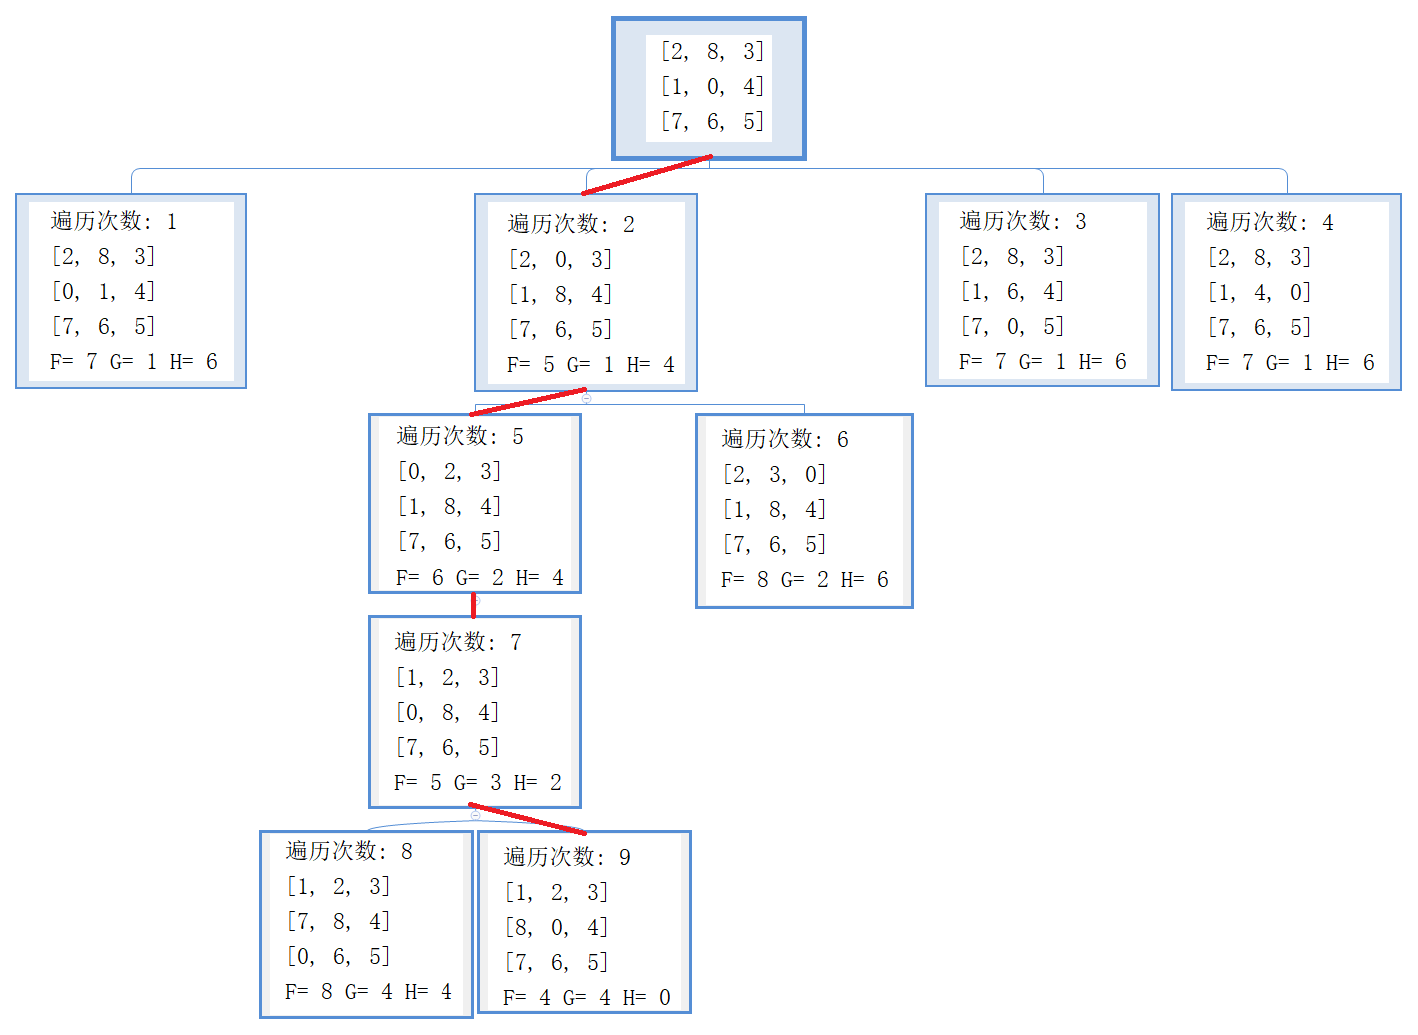 [2, 8, 3]
[1, 0, 4]
[7, 6, 5]
遍历次数: 1
[2, 8, 3]
[0, 1, 4]
[7, 6, 5]
F= 7 G= 1 H= 6
遍历次数: 2
[2, 0, 3]
[1, 8, 4]
[7, 6, 5]
F= 5 G= 1 H= 4
遍历次数: 3
[2, 8, 3]
[1, 6, 4]
[7, 0, 5]
F= 7 G= 1 H= 6
遍历次数: 4
[2, 8, 3]
[1, 4, 0]
[7, 6, 5]
F= 7 G= 1 H= 6
遍历次数: 5
[0, 2, 3]
[1, 8, 4]
[7, 6, 5]
F= 6 G= 2 H= 4
遍历次数: 6
[2, 3, 0]
[1, 8, 4]
[7, 6, 5]
F= 8 G= 2 H= 6
遍历次数: 7
[1, 2, 3]
[0, 8, 4]
[7, 6, 5]
F= 5 G= 3 H= 2
遍历次数: 8
[1, 2, 3]
[7, 8, 4]
[0, 6, 5]
F= 8 G= 4 H= 4
遍历次数: 9
[1, 2, 3]
[8, 0, 4]
[7, 6, 5]
F= 4 G= 4 H= 0